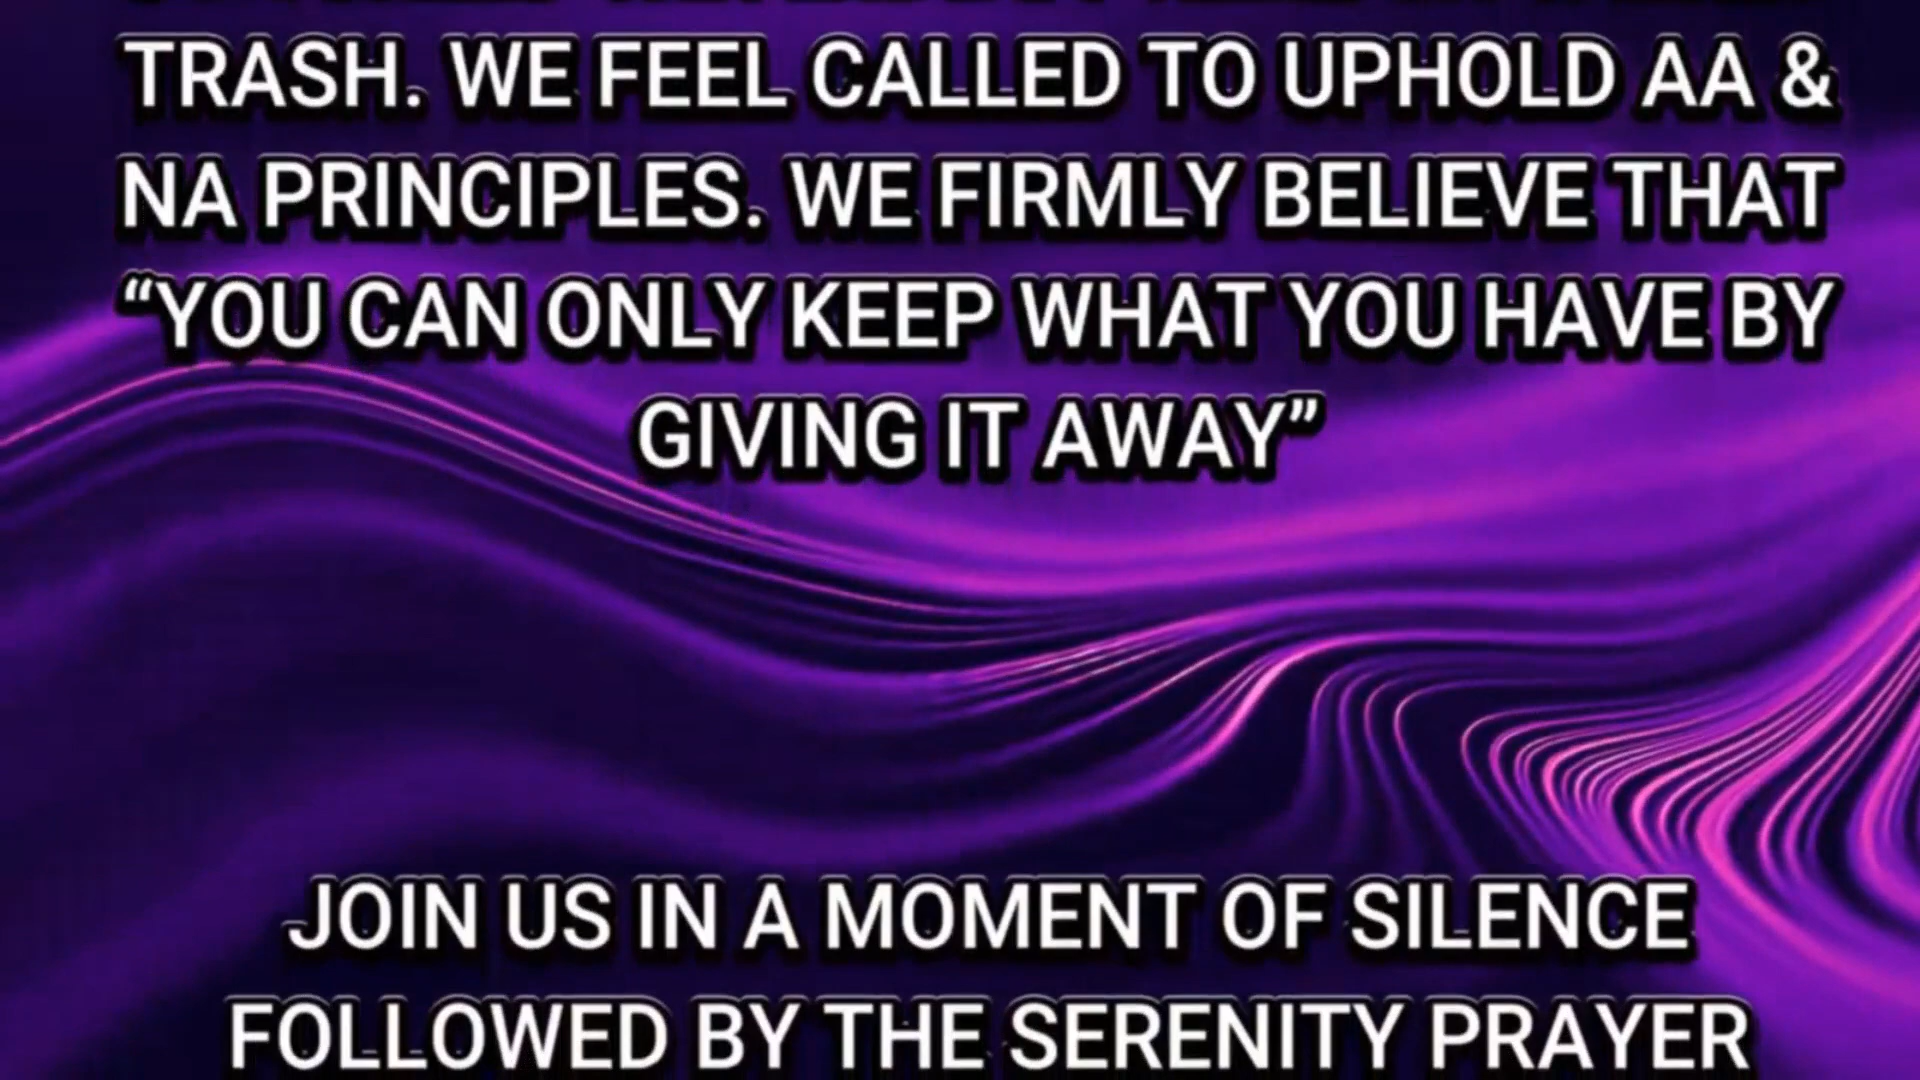 TRASH. WE FEEL CALLED TO UPHOLD AA &
NA PRINCIPLES. WE FIRMLY BELIEVE THAT
“YOU CAN ONLY KEEP WHAT YOU HAVE BY
GIVING IT AWAY”
JOIN US IN A MOMENT OF SILENCE
FOLLOWED BY THE SERENITY PRAYER